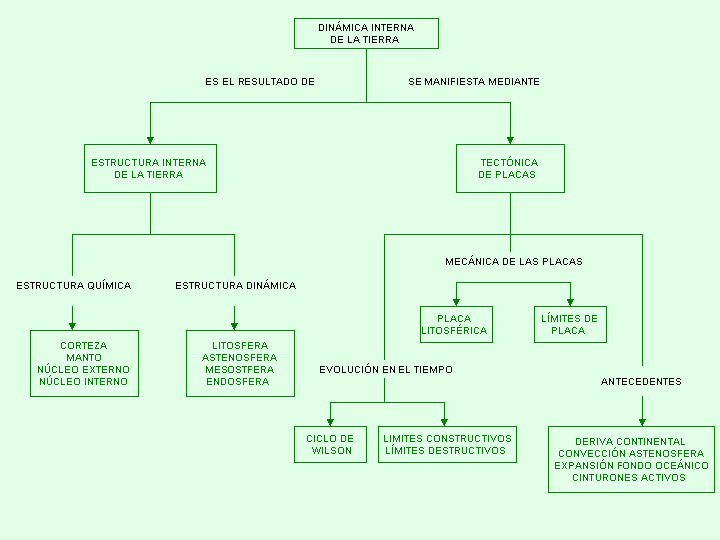 DINÁMICA INTERNA
DE LA TIERRA
ES EL RESULTADO DE
SE MANIFIESTA MEDIANTE
ESTRUCTURA INTERNA
DE LA TIERRA
TECTÓNICA
DE PLACAS
MECÁNICA DE LAS PLACAS
ESTRUCTURA QUÍMICA
ESTRUCTURA DINÁMICA
PLACA
LITOSFÉRICA
LÍMITES DE
PLACA
CORTEZA
MANTO
NÚCLEO EXTERNO
NÚCLEO INTERNO
LITOSFERA
ASTENOSFERA
MESOSTFERA
ENDOSFERA
EVOLUCIÓN EN EL TIEMPO
ANTECEDENTES
CICLO DE
WILSON
LIMITES CONSTRUCTIVOS
LÍMITES DESTRUCTIVOS
DERIVA CONTINENTAL
CONVECCIÓN ASTENOSFERA
EXPANSIÓN FONDO OCEÁNICO
CINTURONES ACTIVOS